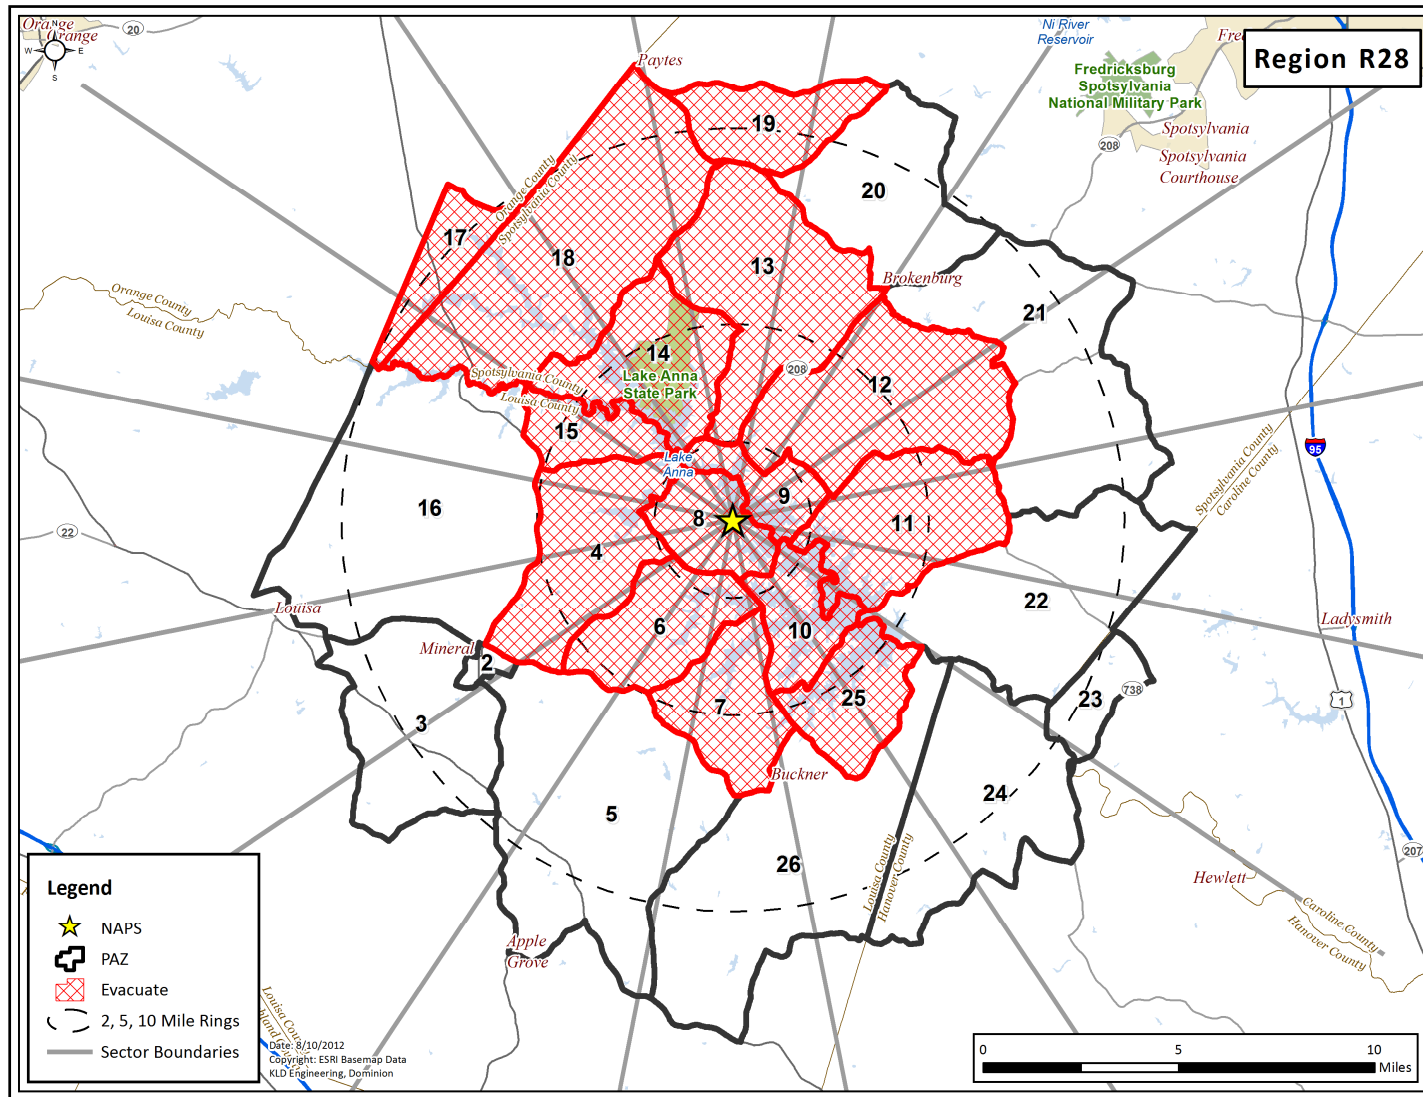 Orange
Orange
N
W
E
S
20
Paytes
Ni River
Reservoir
Fredricksburg
Spotsylvania
National Military Park
Region R28
Spotsylvania
208
Spotsylvania
Courthouse
19
20
Orange County
Spotsylvania County
17
18
13
Brokenburg
Orange County
Louisa County
21
14
208
Lake Anna
State Park
12
Spotsylvania County
Louisa County
15
Lake
Anna
95
Spotsylvania County
Caroline County
9
16
8
11
22
4
Louisa
22
6
10
Ladysmith
Mineral
2
25
23
738
1
7
3
Buckner
24
5
26
207
Louisa County
Hanover County
Hewlett
Caroline County
Hanover County
Apple
Grove
Legend
NAPS
PAZ
Evacuate
2, 5, 10 Mile Rings
Sector Boundaries
Louisa County
Date: 8/10/2012
Copyright: ESRI Basemap Data
KLD Engineering, Dominion
0
5
10
Miles